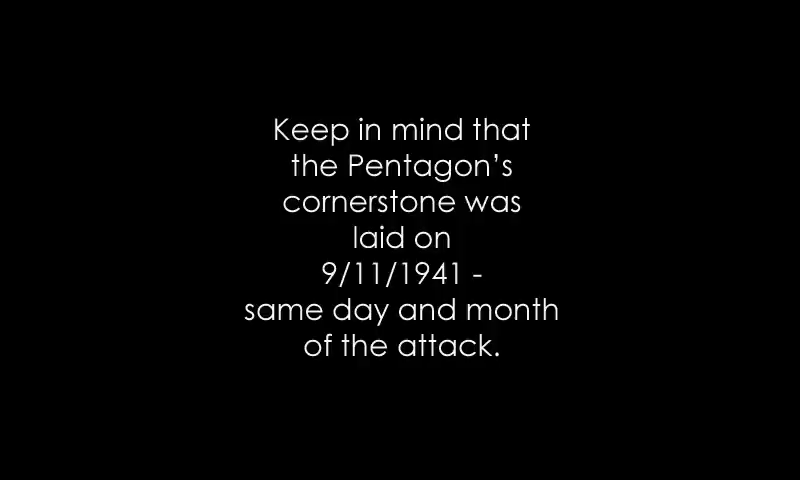 Keep in mind that
the Pentagon’s
cornerstone was
laid on
9/11/1941 -
same day and month
of the attack.